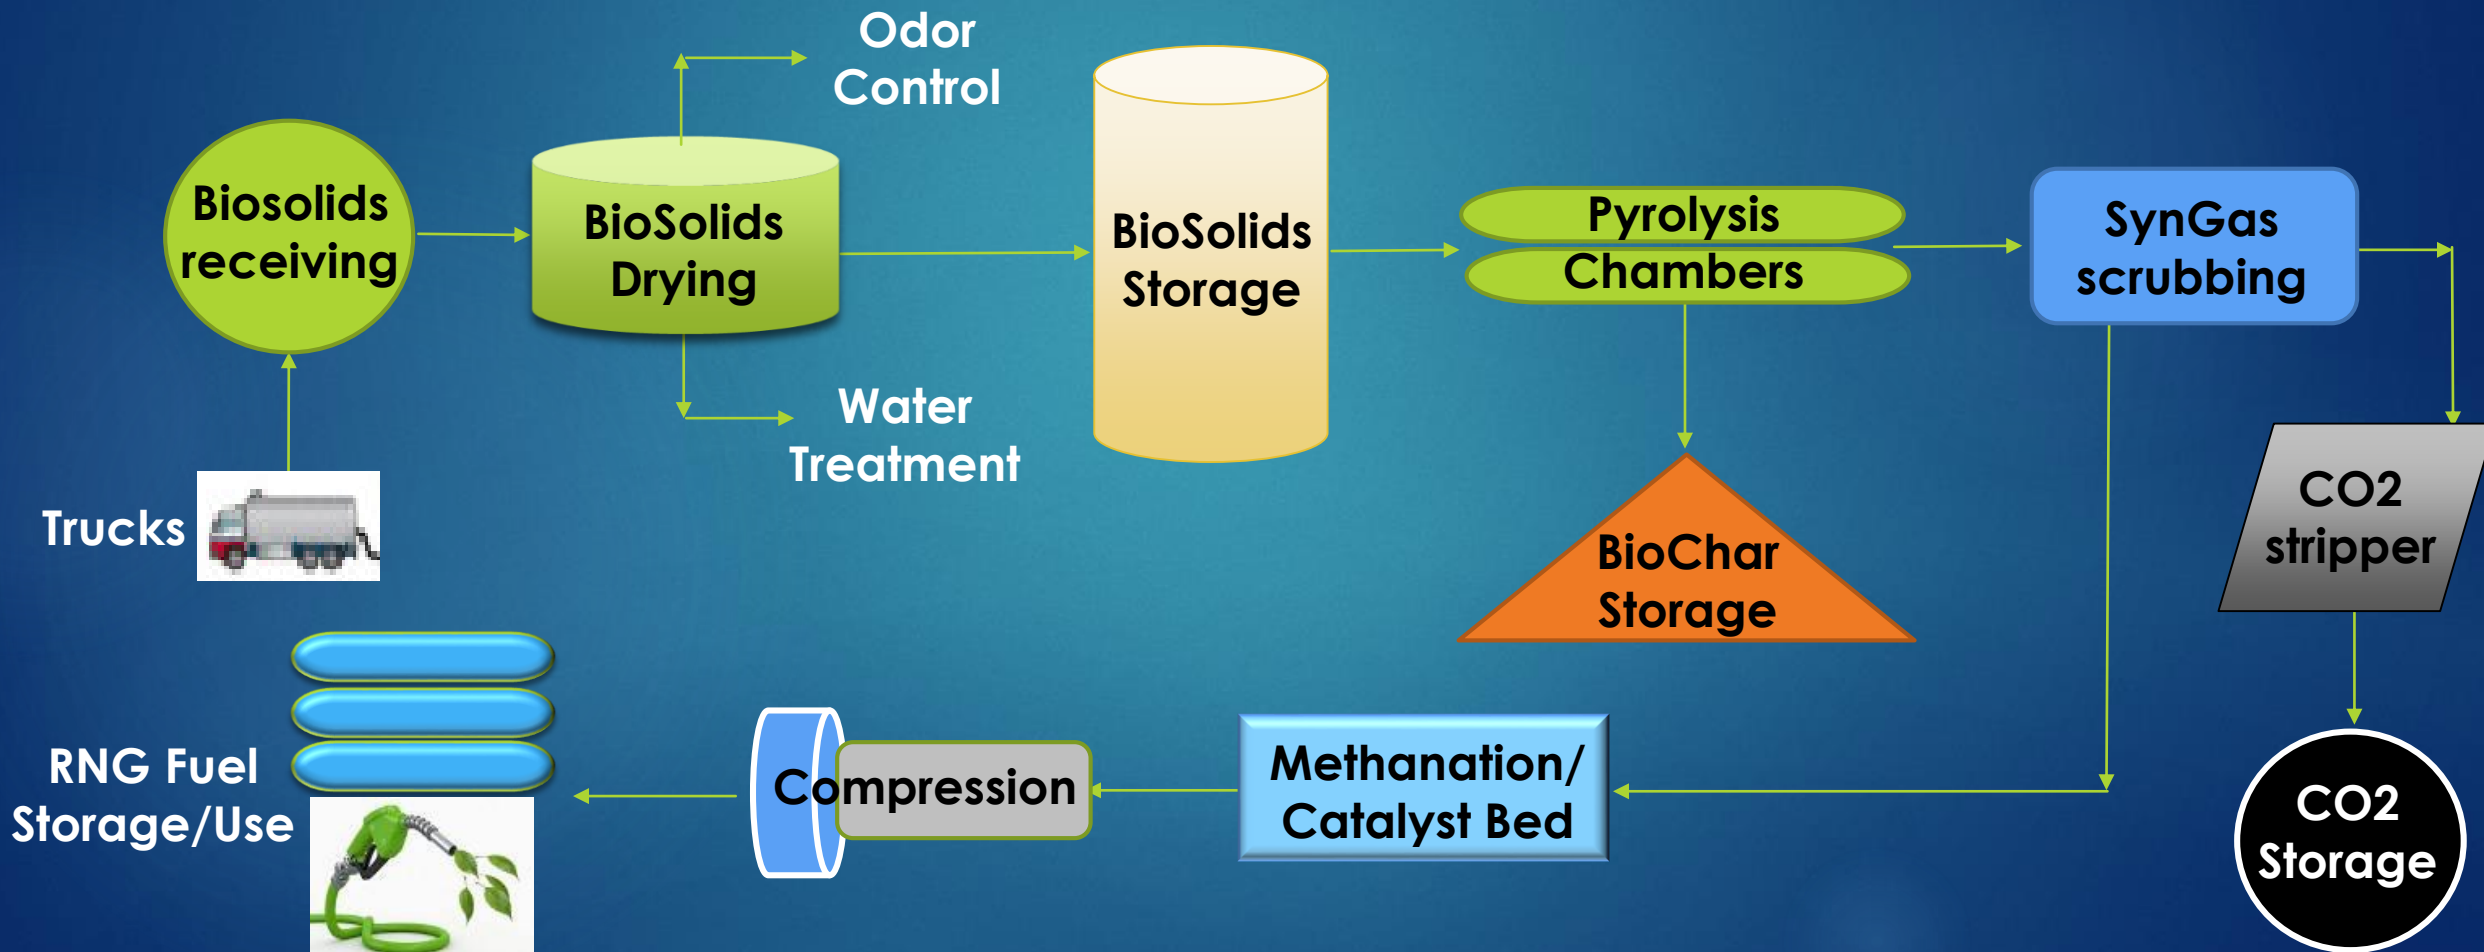 Odor
Control
Biosolids
receiving
BioSolids
Drying
BioSolids
Storage
Pyrolysis
Chambers
SynGas
scrubbing
Water
Treatment
Trucks
CO2
stripper
BioChar
Storage
RNG Fuel
Storage/Use
Compression
Methanation/
Catalyst Bed
CO2
Storage